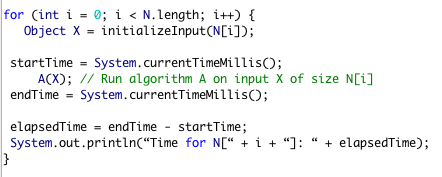 for (int i = 0; i < N.length; i++) {
Object X = initializeInput(N[i]);
startTime = System.currentTimeMillis();
A(X); // Run algorithm A on input X of size N[i]
endTime = System.currentTimeMillis();
elapsedTime = endTime - startTime;
System.out.println(“Time for N[“ + i + “]: “ + elapsedTime);
}